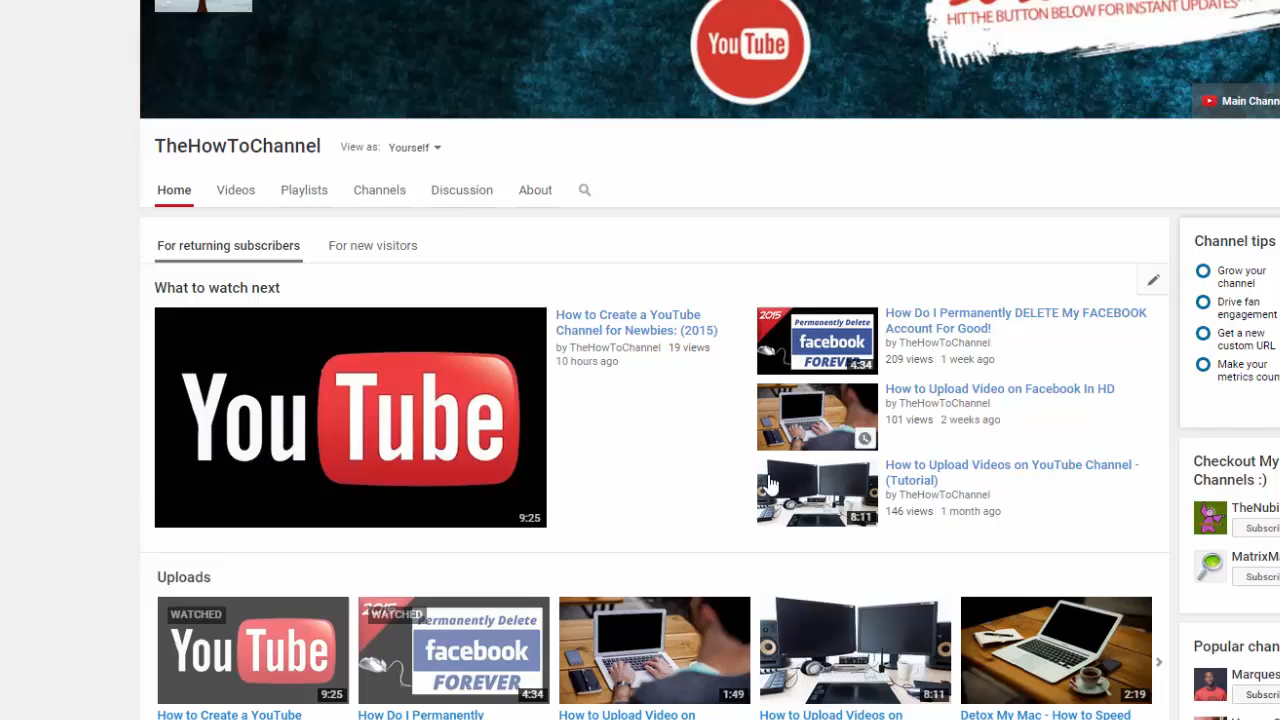 HIT THE BUTTON BELOW FOR INSTANT UPDATES
YouTube
Main Chann
TheHowToChannel
View as: Yourself
Home Videos Playlists Channels Discussion About
For returning subscribers For new visitors
What to watch next
YouTube
9:25
How to Create a YouTube
Channel for Newbies: (2015)
by TheHowToChannel 19 views
10 hours ago
2015
Permanently Delete
facebook
FOREVER
4:34
How Do I Permanently DELETE My FACEBOOK
Account For Good!
by TheHowToChannel
209 views 1 week ago
How to Upload Video on Facebook In HD
by TheHowToChannel
101 views 2 weeks ago
8:11
How to Upload Videos on YouTube Channel -
(Tutorial)
by TheHowToChannel
146 views 1 month ago
Channel tips
Grow your
channel
Drive fan
engagement
Get a new
custom URL
Make your
metrics coun
Checkout My
Channels :)
TheNubi
Subscri
MatrixMa
Subscri
Popular chan
Marques
Subscri
Uploads
WATCHED
YouTube
9:25
How to Create a YouTube
WATCHED
2015
Permanently Delete
facebook
FOREVER
4:34
How Do I Permanently
1:49
How to Upload Video on
8:11
How to Upload Videos on
2:19
Detox My Mac - How to Speed